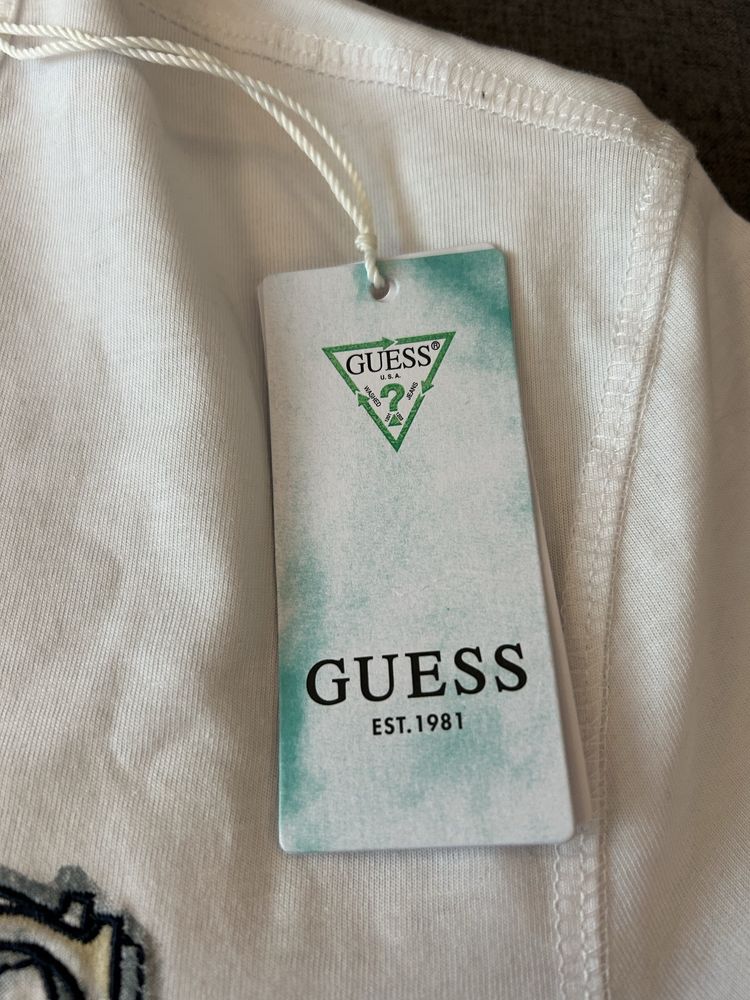 GUESS®
U.S.A.
WASHED
JEANS
?
GUESS
EST.1981